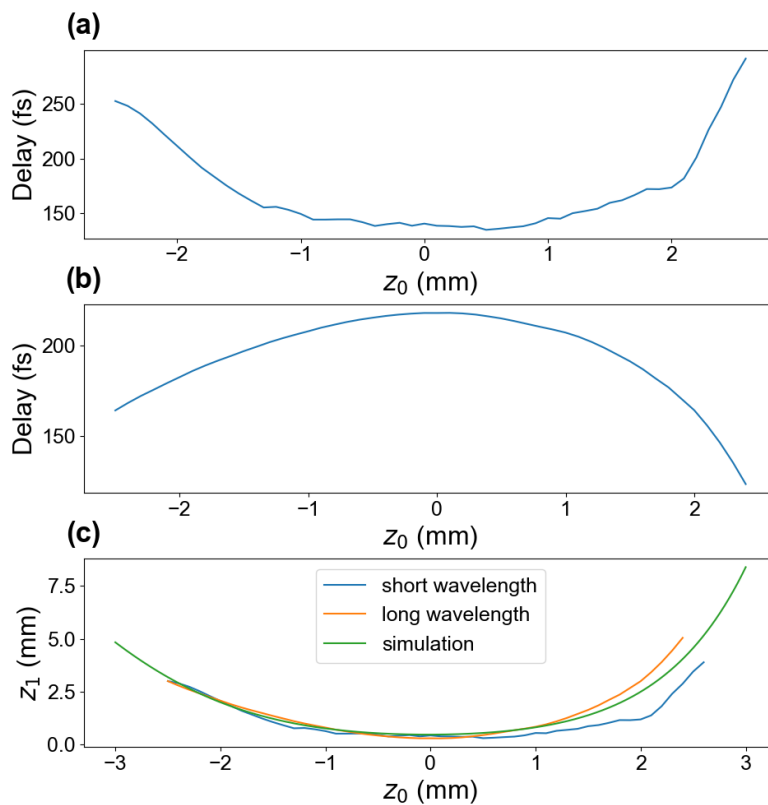 (a)
Delay (fs)
250
200
150
−2
−1
0
1
2
z₀ (mm)
(b)
Delay (fs)
200
150
−2
−1
0
1
2
z₀ (mm)
(c)
z₁ (mm)
7.5
5.0
2.5
0.0
short wavelength
long wavelength
simulation
−3
−2
−1
0
1
2
3
z₀ (mm)